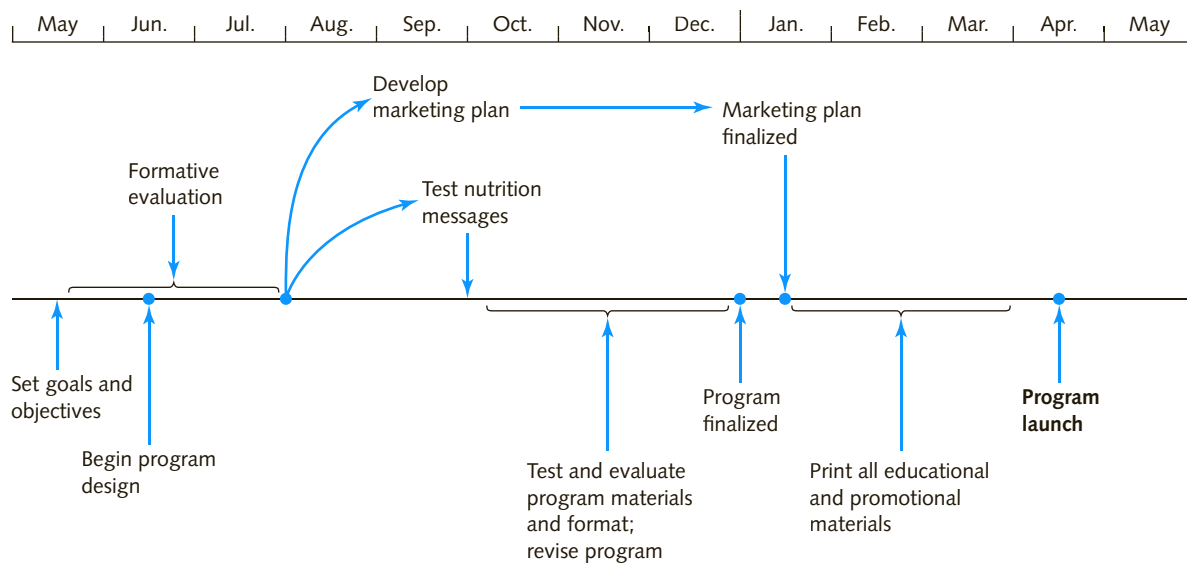 May Jun. Jul. Aug. Sep. Oct. Nov. Dec. Jan. Feb. Mar. Apr. May
Develop
marketing plan
Marketing plan
finalized
Formative
evaluation
Test nutrition
messages
Set goals and
objectives
Begin program
design
Program
finalized
Program
launch
Test and evaluate
program materials
and format;
revise program
Print all educational
and promotional
materials